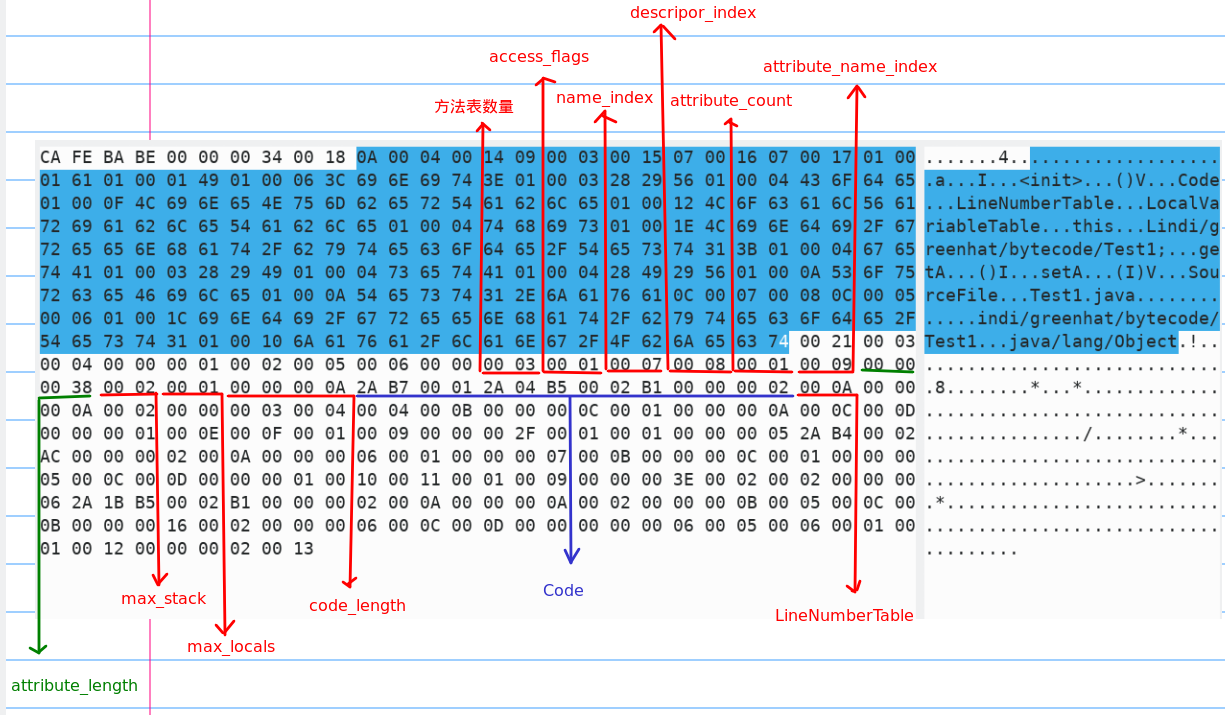 descripor_index
access_flags
attribute_name_index
方法表数量
name_index
attribute_count
CA FE BA BE 00 00 00 34 00 18 0A 00 04 00 14 09 00 03 00 15 07 00 16 07 00 17 01 00 .......4....................
01 61 01 00 01 49 01 00 06 3C 69 6E 69 74 3E 01 00 03 28 29 56 01 00 04 43 6F 64 65 .a...I...<init>...()V...Code
01 00 0F 4C 69 6E 65 4E 75 6D 62 65 72 54 61 62 6C 65 01 00 12 4C 6F 63 61 6C 56 61 ...LineNumberTable...LocalVa
72 69 61 62 6C 65 54 61 62 6C 65 01 00 04 74 68 69 73 01 00 1E 4C 69 6E 64 69 2F 67 riableTable...this...Lindi/g
72 65 65 6E 68 61 74 2F 62 79 74 65 63 6F 64 65 2F 54 65 73 74 31 3B 01 00 04 67 65 reenhat/bytecode/Test1;...ge
74 41 01 00 03 28 29 49 01 00 04 73 65 74 41 01 00 04 28 49 29 56 01 00 0A 53 6F 75 tA...()I...setA...(I)V...Sou
72 63 65 46 69 6C 65 01 00 0A 54 65 73 74 31 2E 6A 61 76 61 0C 00 07 00 08 0C 00 05 rceFile...Test1.java........
00 06 01 00 1C 69 6E 64 69 2F 67 72 65 65 6E 68 61 74 2F 62 79 74 65 63 6F 64 65 2F .....indi/greenhat/bytecode/
54 65 73 74 31 01 00 10 6A 61 76 61 2F 6C 61 6E 67 2F 4F 62 6A 65 63 74 00 21 00 03 Test1...java/lang/Object.!..
00 04 00 00 00 01 00 02 00 05 00 06 00 00 00 03 00 01 00 07 00 08 00 01 00 09 00 00 ............................
00 38 00 02 00 01 00 00 00 0A 2A B7 00 01 2A 04 B5 00 02 B1 00 00 00 02 00 0A 00 00 .8........*...*.............
00 0A 00 02 00 00 00 03 00 04 00 04 00 0B 00 00 00 0C 00 01 00 00 00 0A 00 0C 00 0D ............................
00 00 00 01 00 0E 00 0F 00 01 00 09 00 00 00 2F 00 01 00 01 00 00 00 05 2A B4 00 02 .............../........*...
AC 00 00 00 02 00 0A 00 00 00 06 00 01 00 00 00 07 00 0B 00 00 00 0C 00 01 00 00 00 ............................
05 00 0C 00 0D 00 00 00 01 00 10 00 11 00 01 00 09 00 00 00 3E 00 02 00 02 00 00 00 ....................>.......
06 2A 1B B5 00 02 B1 00 00 00 02 00 0A 00 00 00 0A 00 02 00 00 00 0B 00 05 00 0C 00 .*..........................
0B 00 00 00 16 00 02 00 00 00 06 00 0C 00 0D 00 00 00 00 00 06 00 05 00 06 00 01 00 ............................
01 00 12 00 00 00 02 00 13 .........
max_stack
max_locals
code_length
Code
LineNumberTable
attribute_length